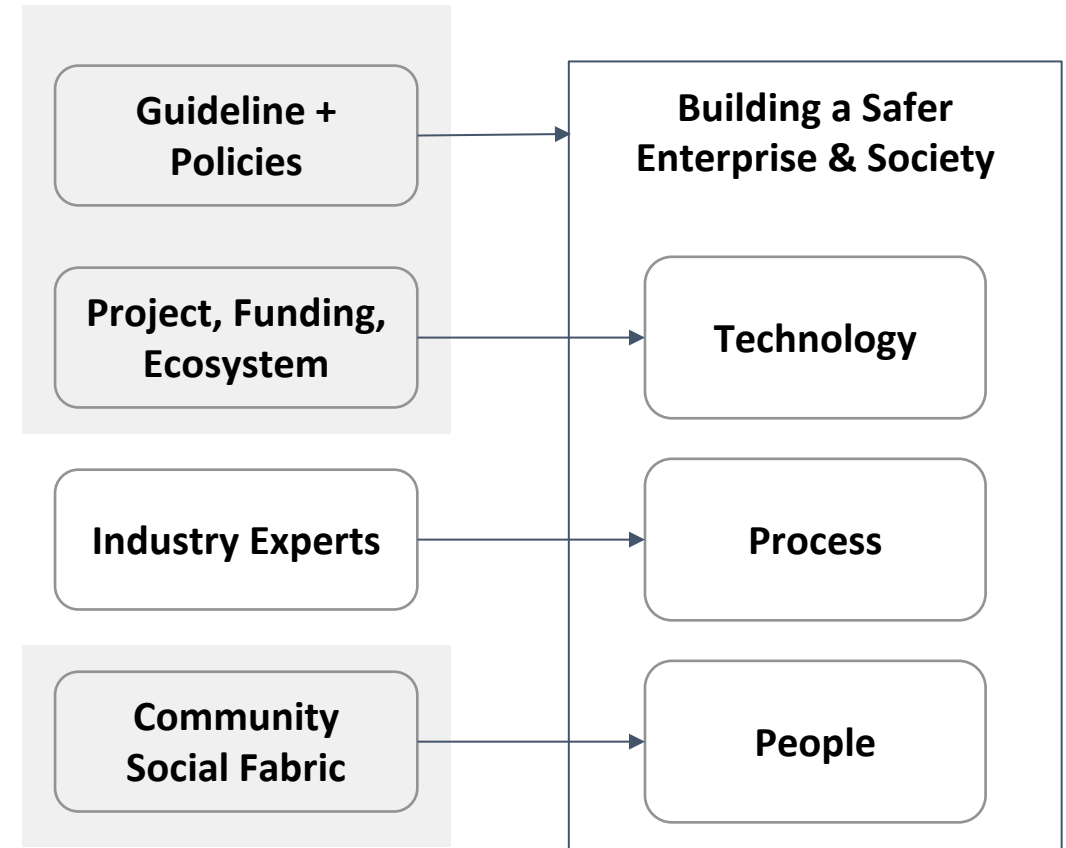 Guideline +
Policies
Building a Safer
Enterprise & Society
Project, Funding,
Ecosystem
Technology
Industry Experts
Process
Community
Social Fabric
People